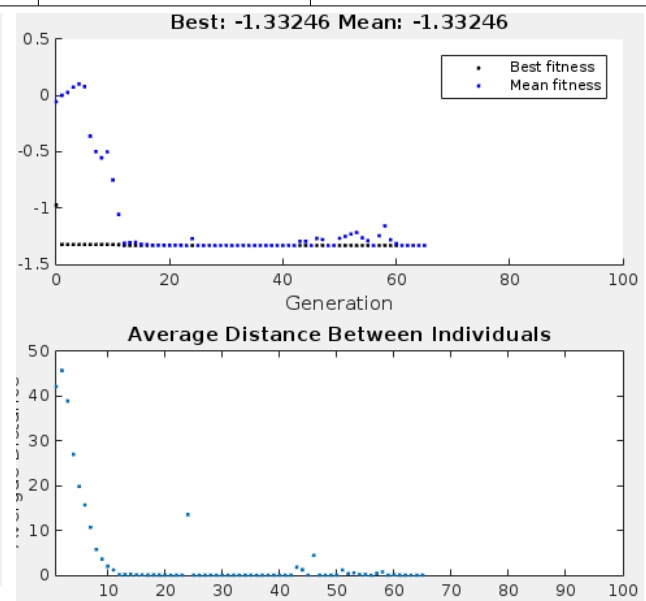 Best: -1.33246 Mean: -1.33246
0.5
0
-0.5
-1
-1.5
Best fitness
Mean fitness
0 20 40 60 80 100
Generation
Average Distance Between Individuals
50
40
30
20
10
0
10 20 30 40 50 60 70 80 90 100